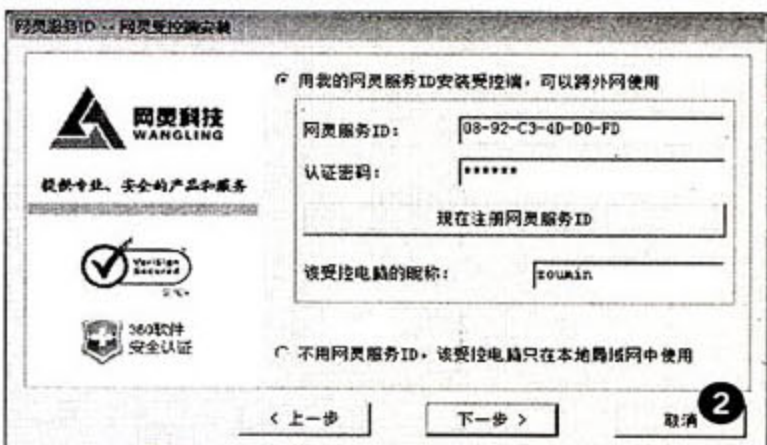 网灵服务ID -- 网灵受控端安装
网灵科技
WANGLING
提供专业、安全的产品和服务
VeriSign
Secured
360软件
安全认证
用我的网灵服务ID安装受控端，可以跨外网使用
网灵服务ID：
08-92-C3-4D-D0-FD
认证密码：
******
现在注册网灵服务ID
该受控电脑的昵称：
zoumin
不用网灵服务ID，该受控电脑只在本地局域网中使用
< 上一步
下一步 >
取消
2